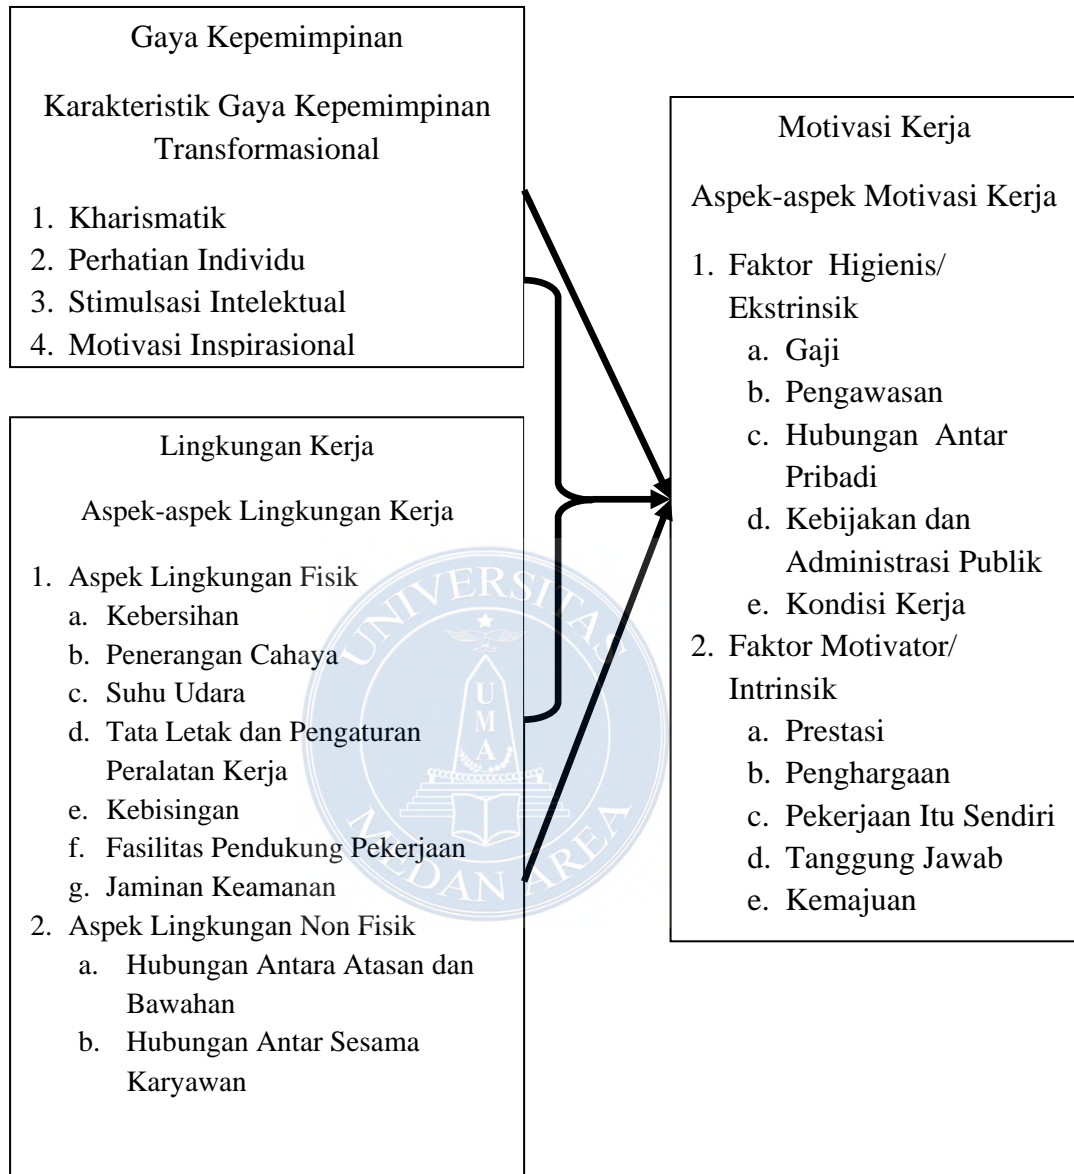 Gaya Kepemimpinan
Karakteristik Gaya Kepemimpinan
Transformasional
1. Kharismatik
2. Perhatian Individu
3. Stimulsasi Intelektual
4. Motivasi Inspirasional
Lingkungan Kerja
Aspek-aspek Lingkungan Kerja
1. Aspek Lingkungan Fisik
a. Kebersihan
b. Penerangan Cahaya
c. Suhu Udara
d. Tata Letak dan Pengaturan
Peralatan Kerja
e. Kebisingan
f. Fasilitas Pendukung Pekerjaan
g. Jaminan Keamanan
2. Aspek Lingkungan Non Fisik
a. Hubungan Antara Atasan dan
Bawahan
b. Hubungan Antar Sesama
Karyawan
Motivasi Kerja
Aspek-aspek Motivasi Kerja
1. Faktor Higienis/
Ekstrinsik
a. Gaji
b. Pengawasan
c. Hubungan Antar
Pribadi
d. Kebijakan dan
Administrasi Publik
e. Kondisi Kerja
2. Faktor Motivator/
Intrinsik
a. Prestasi
b. Penghargaan
c. Pekerjaan Itu Sendiri
d. Tanggung Jawab
e. Kemajuan
UNIVERSITAS
UMA
MEDAN AREA